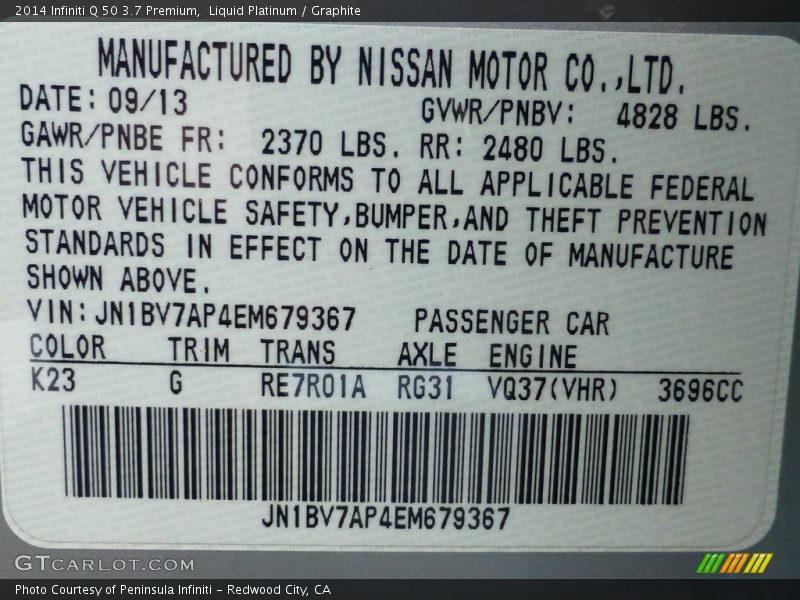 2014 Infiniti Q 50 3.7 Premium,  Liquid Platinum / Graphite
MANUFACTURED BY NISSAN MOTOR CO.,LTD.
DATE: 09/13 GVWR/PNBV: 4828 LBS.
GAWR/PNBE FR: 2370 LBS. RR: 2480 LBS.
THIS VEHICLE CONFORMS TO ALL APPLICABLE FEDERAL
MOTOR VEHICLE SAFETY,BUMPER,AND THEFT PREVENTION
STANDARDS IN EFFECT ON THE DATE OF MANUFACTURE
SHOWN ABOVE.
VIN: JN1BV7AP4EM679367 PASSENGER CAR
COLOR TRIM TRANS AXLE ENGINE
K23 G RE7R01A RG31 VQ37(VHR) 3696CC
JN1BV7AP4EM679367
GTCARLOT.COM
Photo Courtesy of Peninsula Infiniti – Redwood City, CA